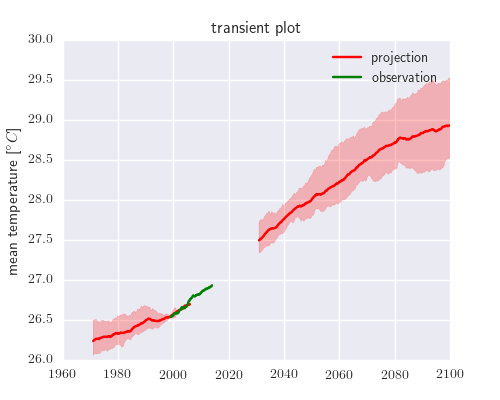 transient plot
30.0
29.5
29.0
28.5
28.0
27.5
27.0
26.5
26.0
mean temperature [°C]
projection
observation
1960 1980 2000 2020 2040 2060 2080 2100